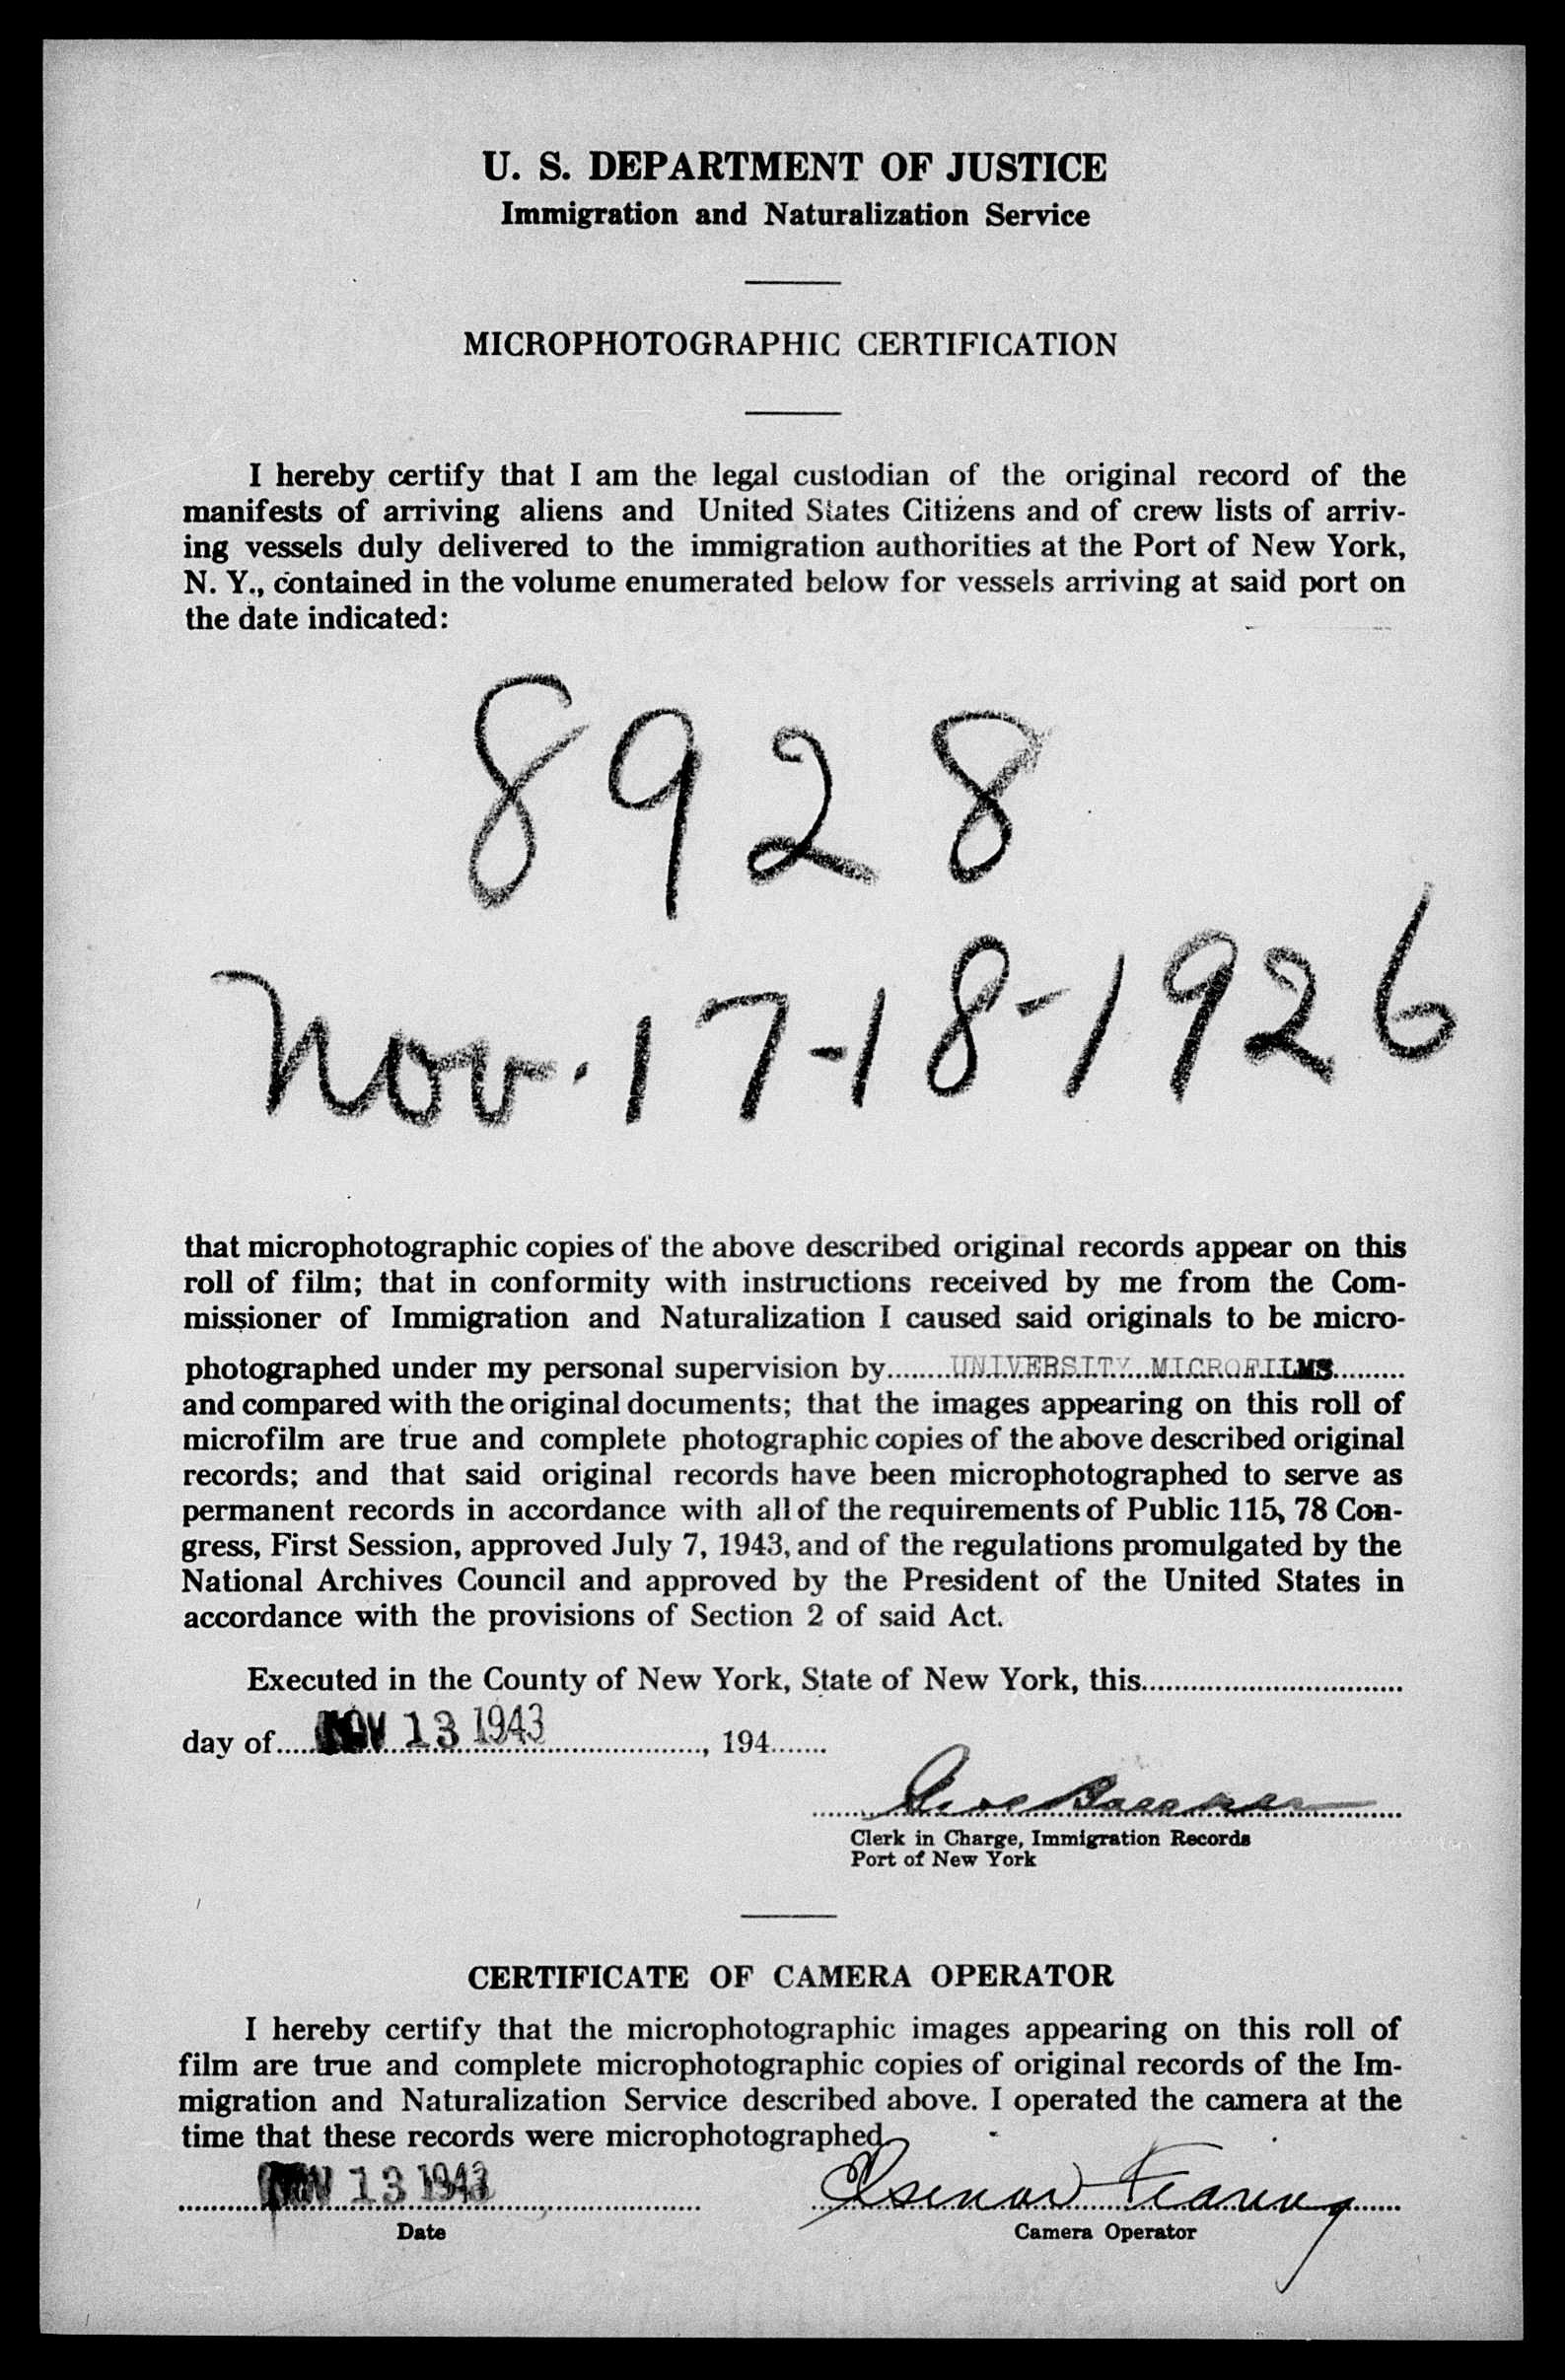 U. S. DEPARTMENT OF JUSTICE
Immigration and Naturalization Service
MICROPHOTOGRAPHIC CERTIFICATION
I hereby certify that I am the legal custodian of the original record of the
manifests of arriving aliens and United States Citizens and of crew lists of arriv-
ing vessels duly delivered to the immigration authorities at the Port of New York,
N. Y., contained in the volume enumerated below for vessels arriving at said port on
the date indicated:
8928
Nov. 17-18-1926
that microphotographic copies of the above described original records appear on this
roll of film; that in conformity with instructions received by me from the Com-
missioner of Immigration and Naturalization I caused said originals to be micro-
photographed under my personal supervision by........UNIVERSITY MICROFILMS.........
and compared with the original documents; that the images appearing on this roll of
microfilm are true and complete photographic copies of the above described original
records; and that said original records have been microphotographed to serve as
permanent records in accordance with all of the requirements of Public 115, 78 Con-
gress, First Session, approved July 7, 1943, and of the regulations promulgated by the
National Archives Council and approved by the President of the United States in
accordance with the provisions of Section 2 of said Act.
Executed in the County of New York, State of New York, this................................
day of.....NOV 13 1943..................., 194.......
Clerk in Charge, Immigration Records
Port of New York
CERTIFICATE OF CAMERA OPERATOR
I hereby certify that the microphotographic images appearing on this roll of
film are true and complete microphotographic copies of original records of the Im-
migration and Naturalization Service described above. I operated the camera at the
time that these records were microphotographed.
NOV 13 1943
Date
Camera Operator